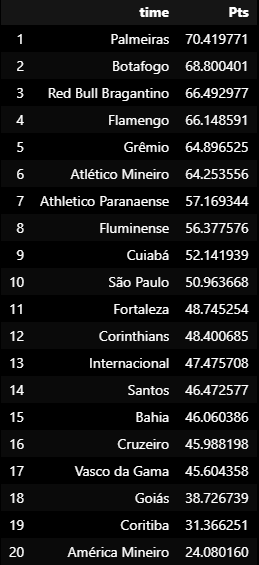 time Pts
1 Palmeiras 70.419771
2 Botafogo 68.800401
3 Red Bull Bragantino 66.492977
4 Flamengo 66.148591
5 Grêmio 64.896525
6 Atlético Mineiro 64.253556
7 Athletico Paranaense 57.169344
8 Fluminense 56.377576
9 Cuiabá 52.141939
10 São Paulo 50.963668
11 Fortaleza 48.745254
12 Corinthians 48.400685
13 Internacional 47.475708
14 Santos 46.472577
15 Bahia 46.060386
16 Cruzeiro 45.988198
17 Vasco da Gama 45.604358
18 Goiás 38.726739
19 Coritiba 31.366251
20 América Mineiro 24.080160